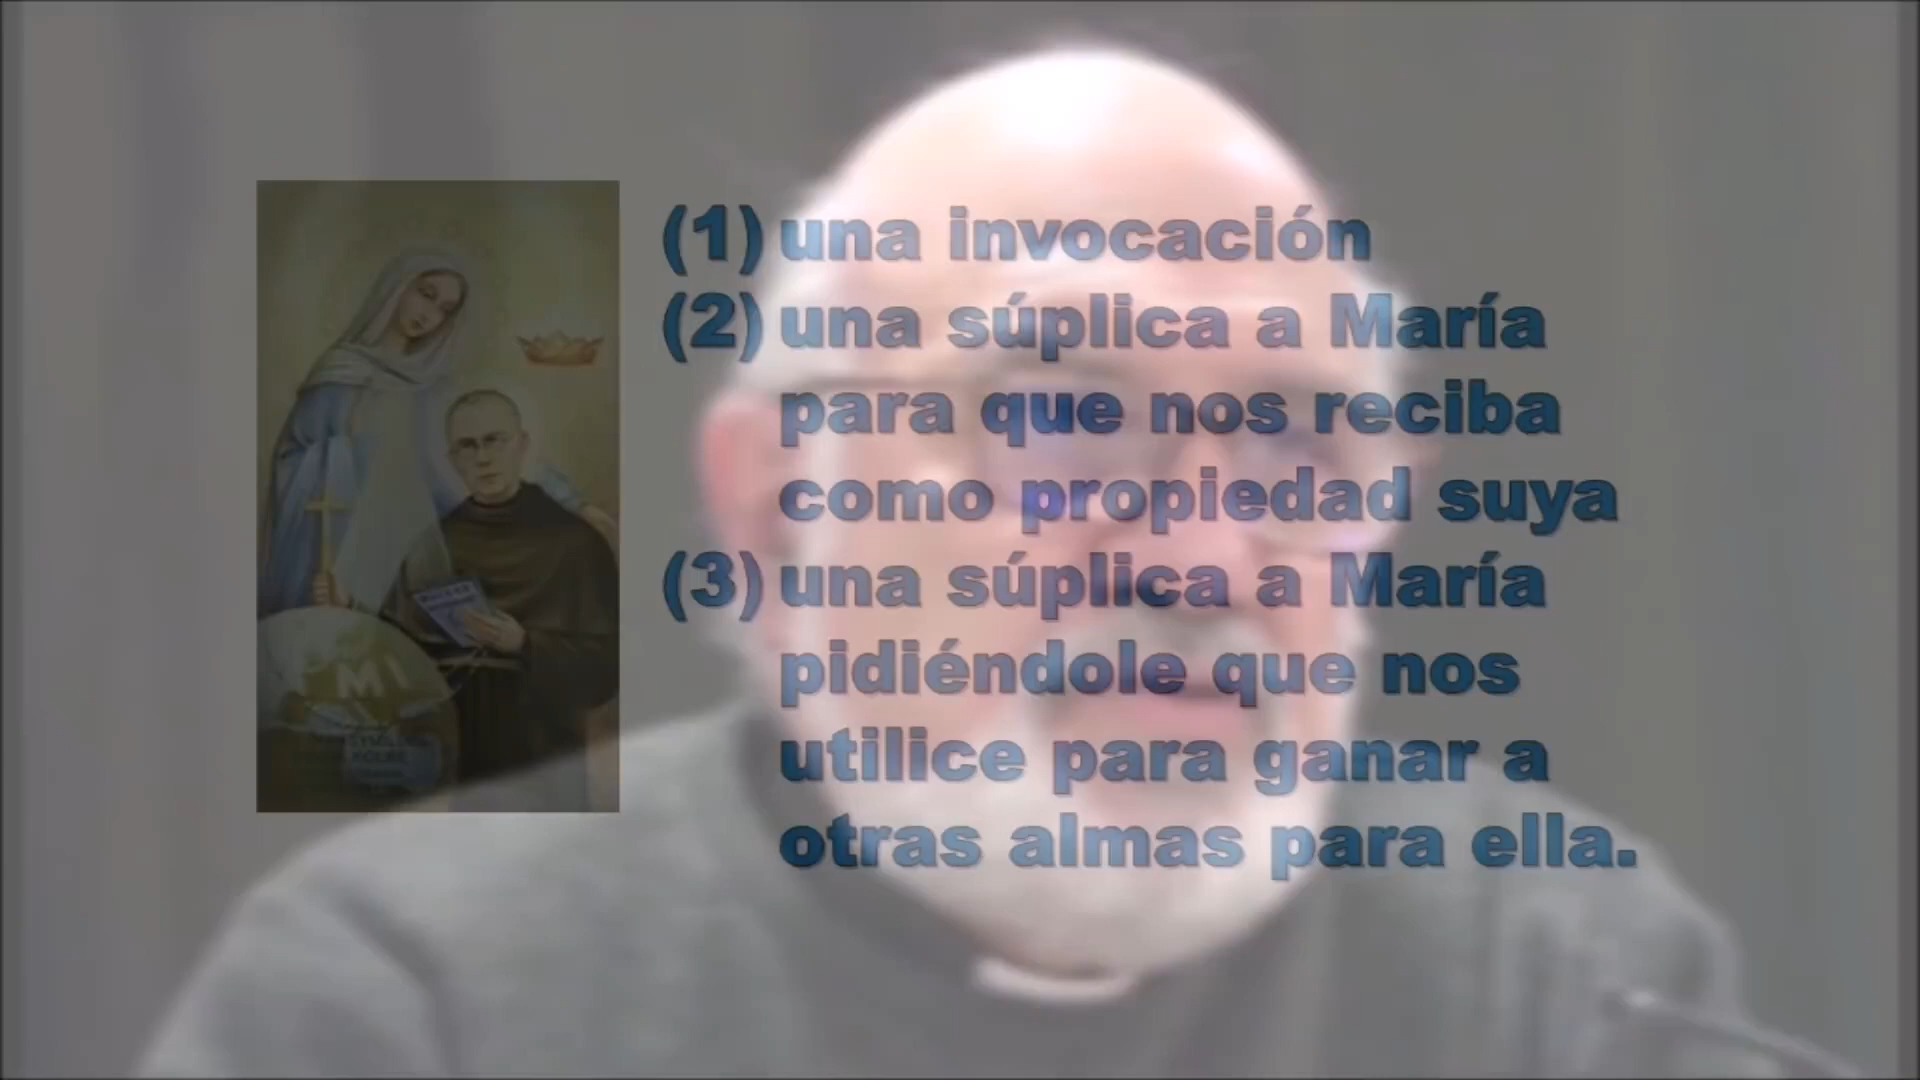 (1) una invocación
(2) una súplica a María
para que nos reciba
como propiedad suya
(3) una súplica a María
pidiéndole que nos
utilice para ganar a
otras almas para ella.
MI